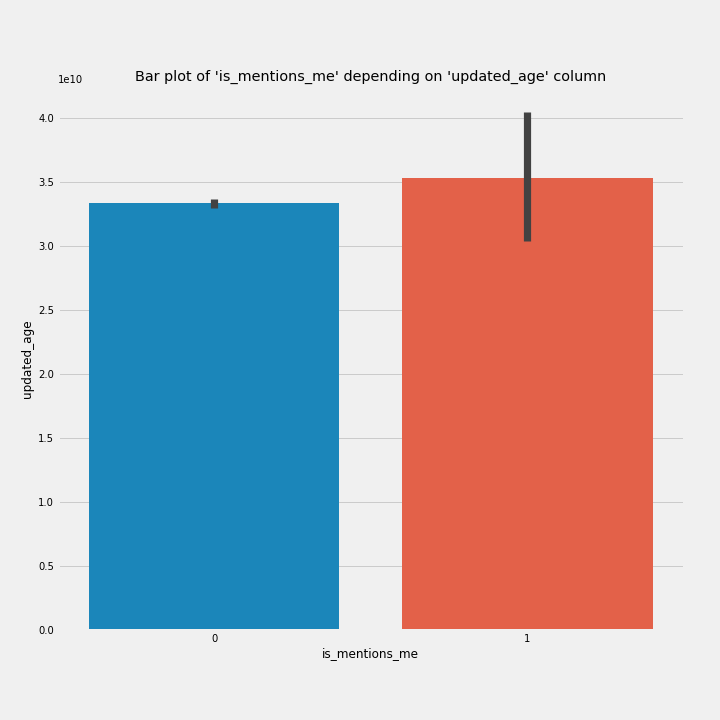 Bar plot of 'is_mentions_me' depending on 'updated_age' column
1e10
4.0
3.5
3.0
2.5
2.0
1.5
1.0
0.5
0.0
updated_age
0
1
is_mentions_me